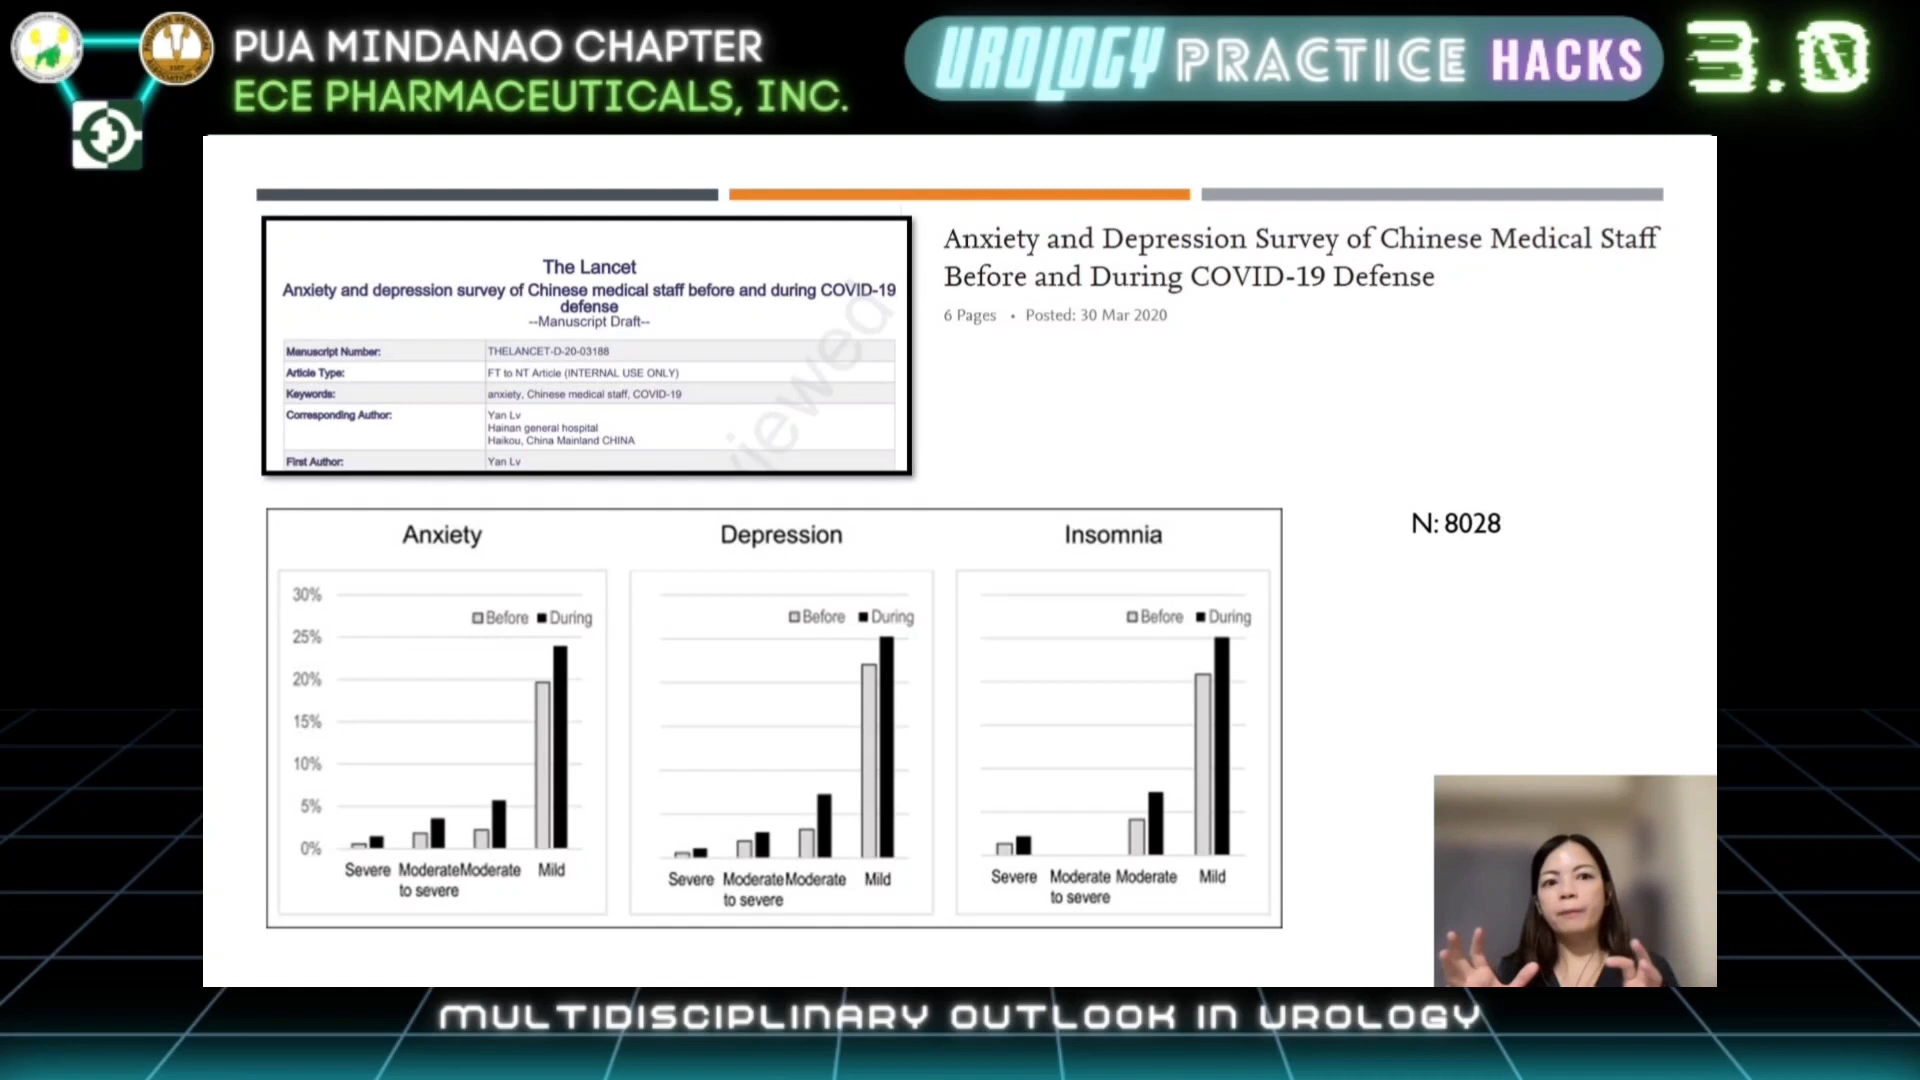 PUA MINDANAO CHAPTER
ECE PHARMACEUTICALS, INC.
UROLOGY PRACTICE HACKS 3.0
The Lancet
Anxiety and depression survey of Chinese medical staff before and during COVID-19
defense
--Manuscript Draft--
Manuscript Number: THELANCET-D-20-03188
Article Type: FT to NT Article (INTERNAL USE ONLY)
Keywords: anxiety, Chinese medical staff, COVID-19
Corresponding Author: Yan Lv
Hainan general hospital
Haikou, China Mainland CHINA
First Author: Yan Lv
Anxiety and Depression Survey of Chinese Medical Staff
Before and During COVID-19 Defense
6 Pages • Posted: 30 Mar 2020
N: 8028
Anxiety
Before During
30%
25%
20%
15%
10%
5%
0%
Severe Moderate Moderate Mild
to severe
Depression
Before During
Severe Moderate Moderate Mild
to severe
Insomnia
Before During
Severe Moderate Moderate Mild
to severe
MULTIDISCIPLINARY OUTLOOK IN UROLOGY